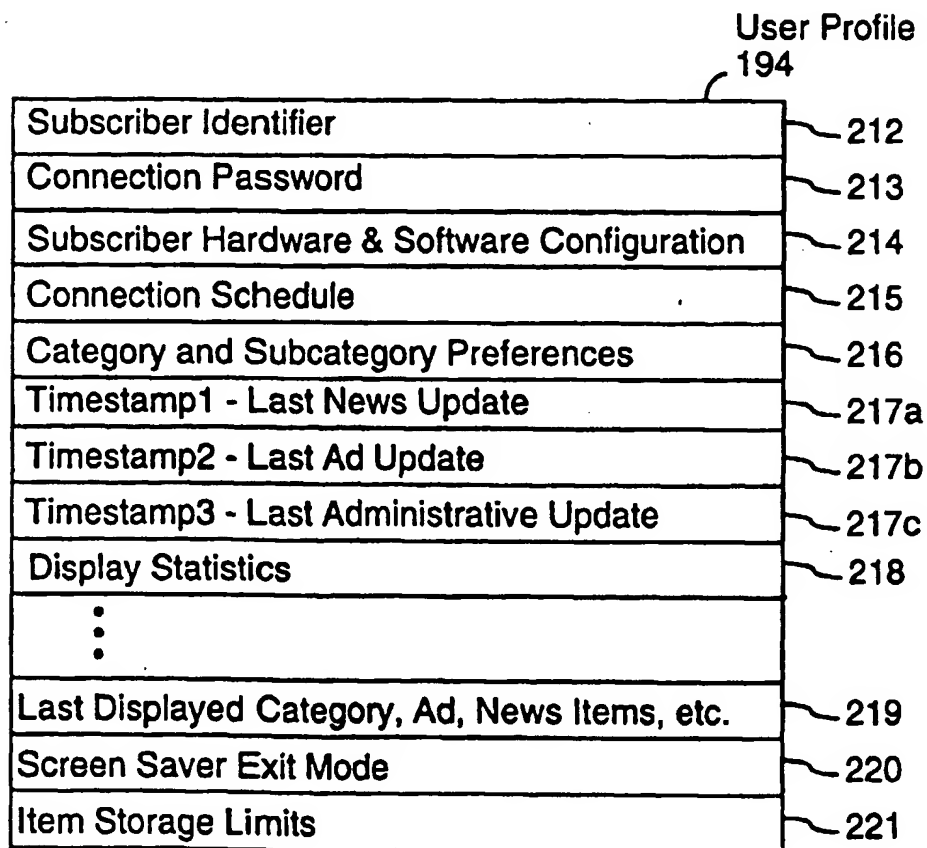 User Profile
194
Subscriber Identifier 212
Connection Password 213
Subscriber Hardware & Software Configuration 214
Connection Schedule 215
Category and Subcategory Preferences 216
Timestamp1 - Last News Update 217a
Timestamp2 - Last Ad Update 217b
Timestamp3 - Last Administrative Update 217c
Display Statistics 218
Last Displayed Category, Ad, News Items, etc. 219
Screen Saver Exit Mode 220
Item Storage Limits 221